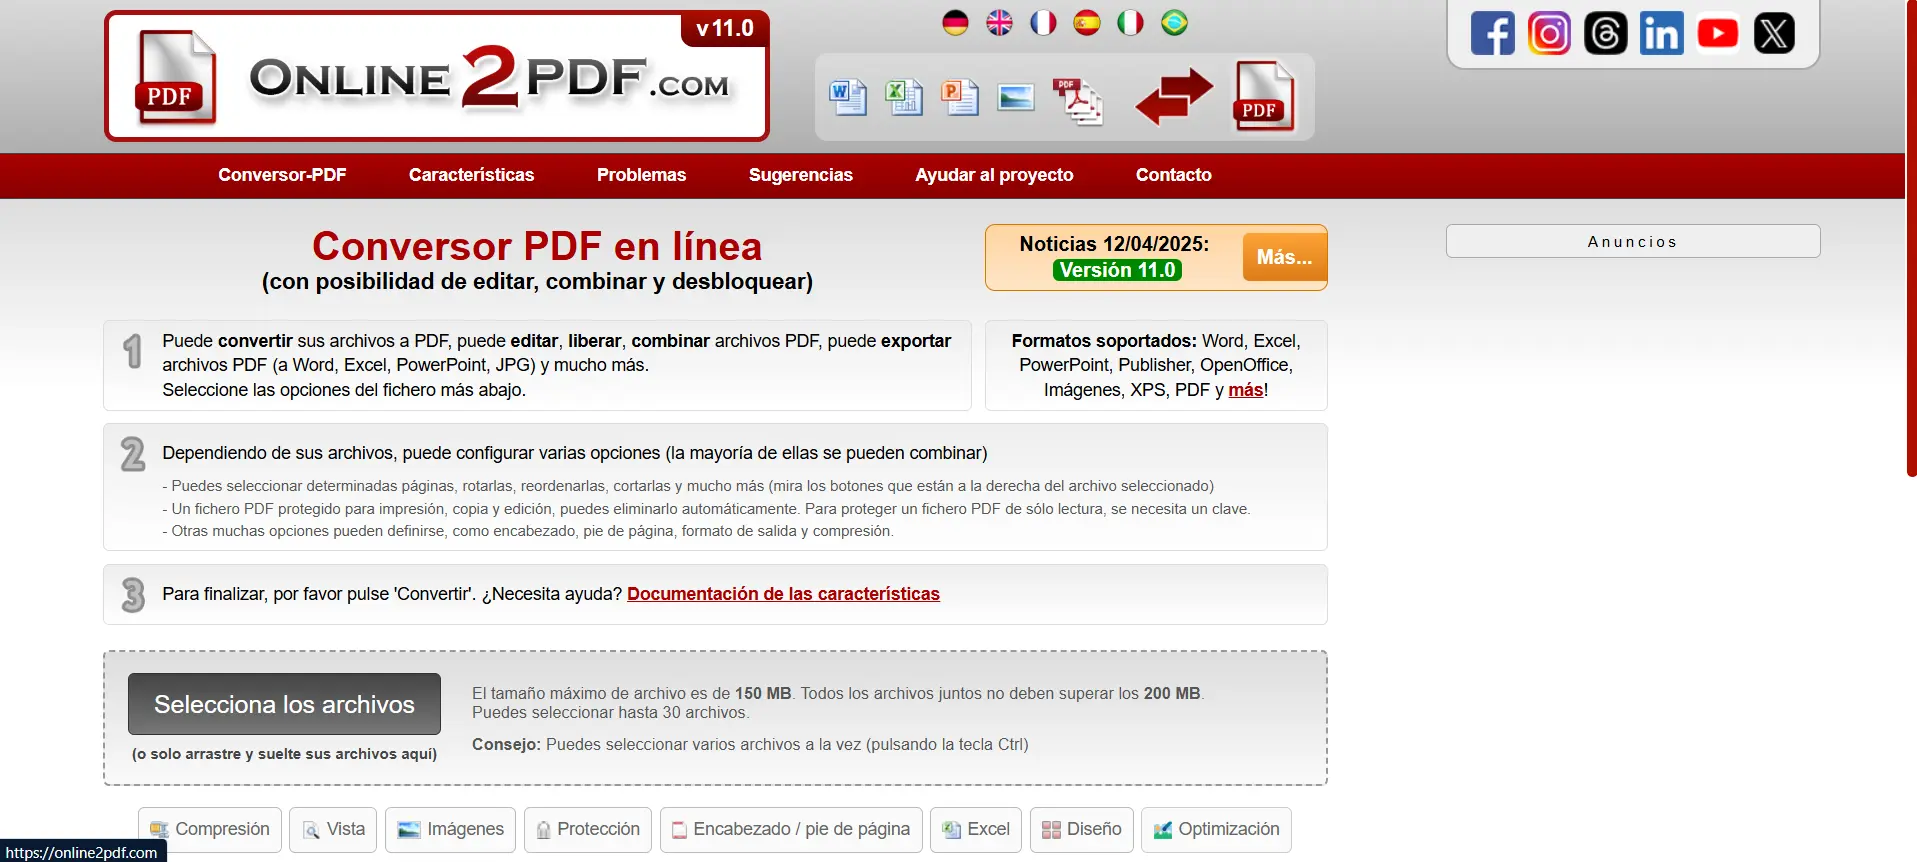 v 11.0
PDF
ONLINE2PDF.COM
PDF
PDF
Conversor-PDF
Características
Problemas
Sugerencias
Ayudar al proyecto
Contacto
Conversor PDF en línea
(con posibilidad de editar, combinar y desbloquear)
Noticias 12/04/2025:
Versión 11.0
Más...
Anuncios
1
Puede convertir sus archivos a PDF, puede editar, liberar, combinar archivos PDF, puede exportar
archivos PDF (a Word, Excel, PowerPoint, JPG) y mucho más.
Seleccione las opciones del fichero más abajo.
Formatos soportados: Word, Excel,
PowerPoint, Publisher, OpenOffice,
Imágenes, XPS, PDF y más!
2
Dependiendo de sus archivos, puede configurar varias opciones (la mayoría de ellas se pueden combinar)
- Puedes seleccionar determinadas páginas, rotarlas, reordenarlas, cortarlas y mucho más (mira los botones que están a la derecha del archivo seleccionado)
- Un fichero PDF protegido para impresión, copia y edición, puedes eliminarlo automáticamente. Para proteger un fichero PDF de sólo lectura, se necesita un clave.
- Otras muchas opciones pueden definirse, como encabezado, pie de página, formato de salida y compresión.
3
Para finalizar, por favor pulse 'Convertir'. ¿Necesita ayuda? Documentación de las características
Selecciona los archivos
(o solo arrastre y suelte sus archivos aquí)
El tamaño máximo de archivo es de 150 MB. Todos los archivos juntos no deben superar los 200 MB.
Puedes seleccionar hasta 30 archivos.
Consejo: Puedes seleccionar varios archivos a la vez (pulsando la tecla Ctrl)
Compresión
Vista
Imágenes
Protección
Encabezado / pie de página
Excel
Diseño
Optimización
https://online2pdf.com